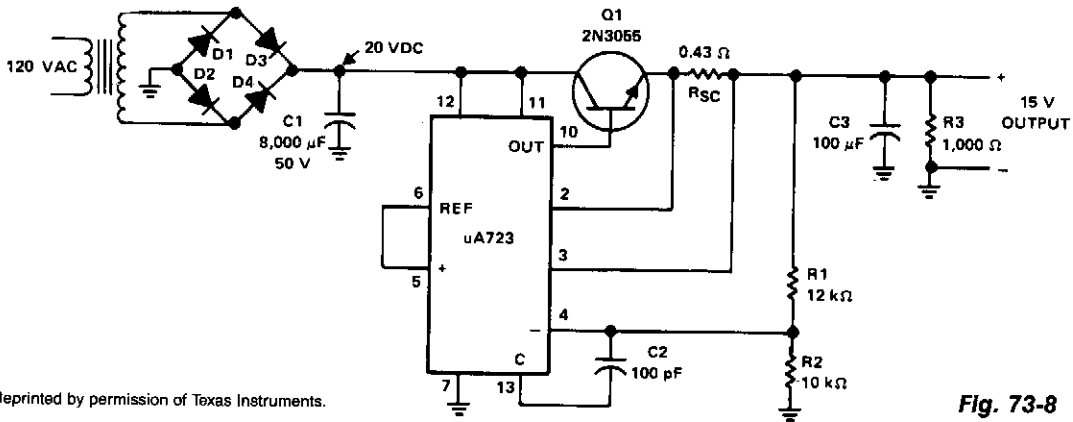 120 VAC
D1
D2
D3
D4
20 VDC
C1
8,000 μF
50 V
Q1
2N3055
0.43 Ω
RSC
12
11
10
OUT
2
3
4
6
REF
uA723
5
+
−
C
7
13
C2
100 pF
R1
12 kΩ
R2
10 kΩ
C3
100 μF
R3
1,000 Ω
+
15 V
OUTPUT
−
eprinted by permission of Texas Instruments.
Fig. 73-8